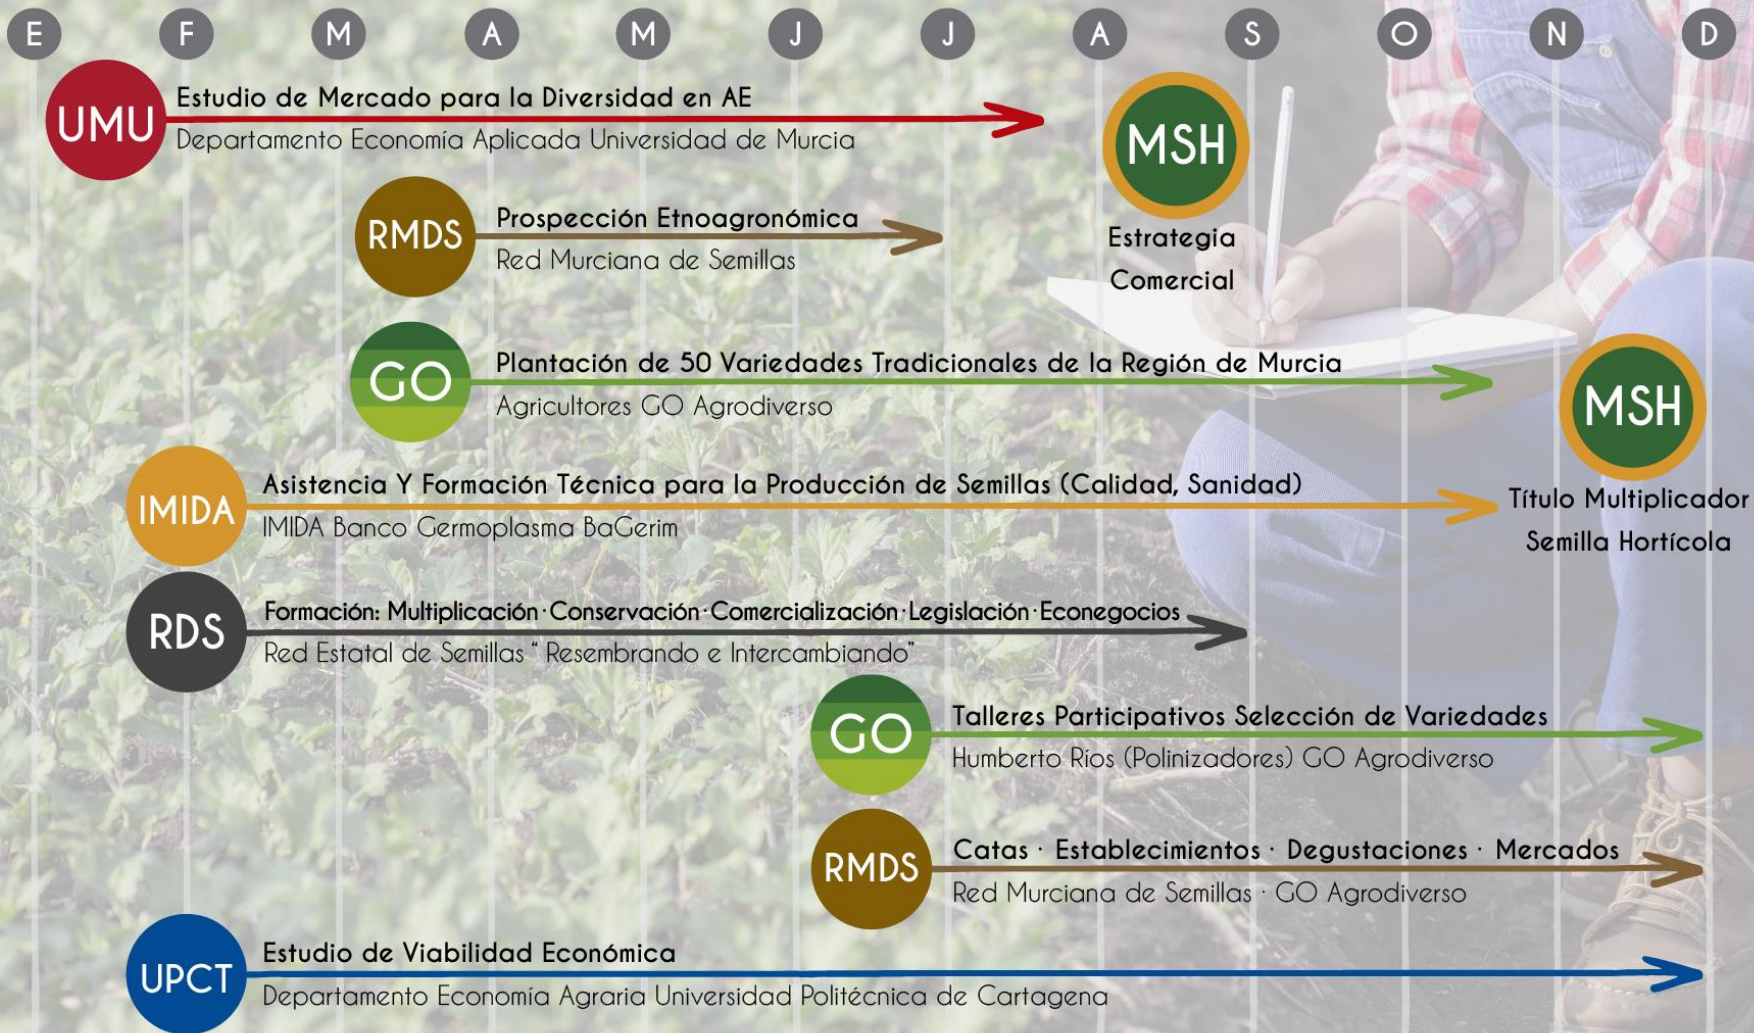 E F M A M J J A S O N D
UMU
Estudio de Mercado para la Diversidad en AE
Departamento Economía Aplicada Universidad de Murcia
MSH
Estrategia
Comercial
RMDS
Prospección Etnoagronómica
Red Murciana de Semillas
GO
Plantación de 50 Variedades Tradicionales de la Región de Murcia
Agricultores GO Agrodiverso
MSH
Título Multiplicador
Semilla Hortícola
IMIDA
Asistencia Y Formación Técnica para la Producción de Semillas (Calidad, Sanidad)
IMIDA Banco Germoplasma BaGerim
RDS
Formación: Multiplicación · Conservación · Comercialización · Legislación · Econegocios
Red Estatal de Semillas “ Resembrando e Intercambiando”
GO
Talleres Participativos Selección de Variedades
Humberto Ríos (Polinizadores) GO Agrodiverso
RMDS
Catas · Establecimientos · Degustaciones · Mercados
Red Murciana de Semillas · GO Agrodiverso
UPCT
Estudio de Viabilidad Económica
Departamento Economía Agraria Universidad Politécnica de Cartagena